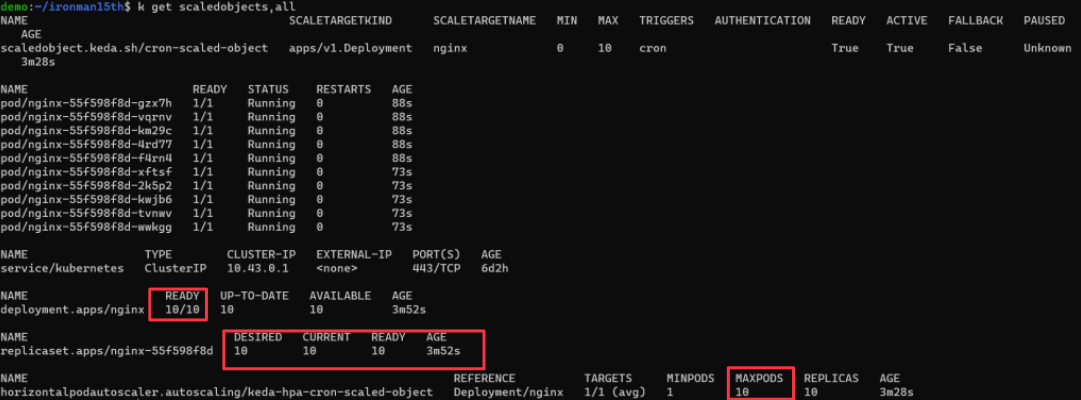 demo:~/ironman15th$ k get scaledobjects,all
NAME SCALETARGETKIND SCALETARGETNAME MIN MAX TRIGGERS AUTHENTICATION READY ACTIVE FALLBACK PAUSED
AGE
scaledobject.keda.sh/cron-scaled-object apps/v1.Deployment nginx 0 10 cron True True False Unknown
3m28s
NAME READY STATUS RESTARTS AGE
pod/nginx-55f598f8d-gzx7h 1/1 Running 0 88s
pod/nginx-55f598f8d-vqrnv 1/1 Running 0 88s
pod/nginx-55f598f8d-km29c 1/1 Running 0 88s
pod/nginx-55f598f8d-4rd77 1/1 Running 0 88s
pod/nginx-55f598f8d-f4rn4 1/1 Running 0 88s
pod/nginx-55f598f8d-xftsf 1/1 Running 0 73s
pod/nginx-55f598f8d-2k5p2 1/1 Running 0 73s
pod/nginx-55f598f8d-kwjb6 1/1 Running 0 73s
pod/nginx-55f598f8d-tvnwv 1/1 Running 0 73s
pod/nginx-55f598f8d-wwkgg 1/1 Running 0 73s
NAME TYPE CLUSTER-IP EXTERNAL-IP PORT(S) AGE
service/kubernetes ClusterIP 10.43.0.1 <none> 443/TCP 6d2h
NAME READY UP-TO-DATE AVAILABLE AGE
deployment.apps/nginx 10/10 10 10 3m52s
NAME DESIRED CURRENT READY AGE
replicaset.apps/nginx-55f598f8d 10 10 10 3m52s
NAME REFERENCE TARGETS MINPODS MAXPODS REPLICAS AGE
horizontalpodautoscaler.autoscaling/keda-hpa-cron-scaled-object Deployment/nginx 1/1 (avg) 1 10 10 3m28s